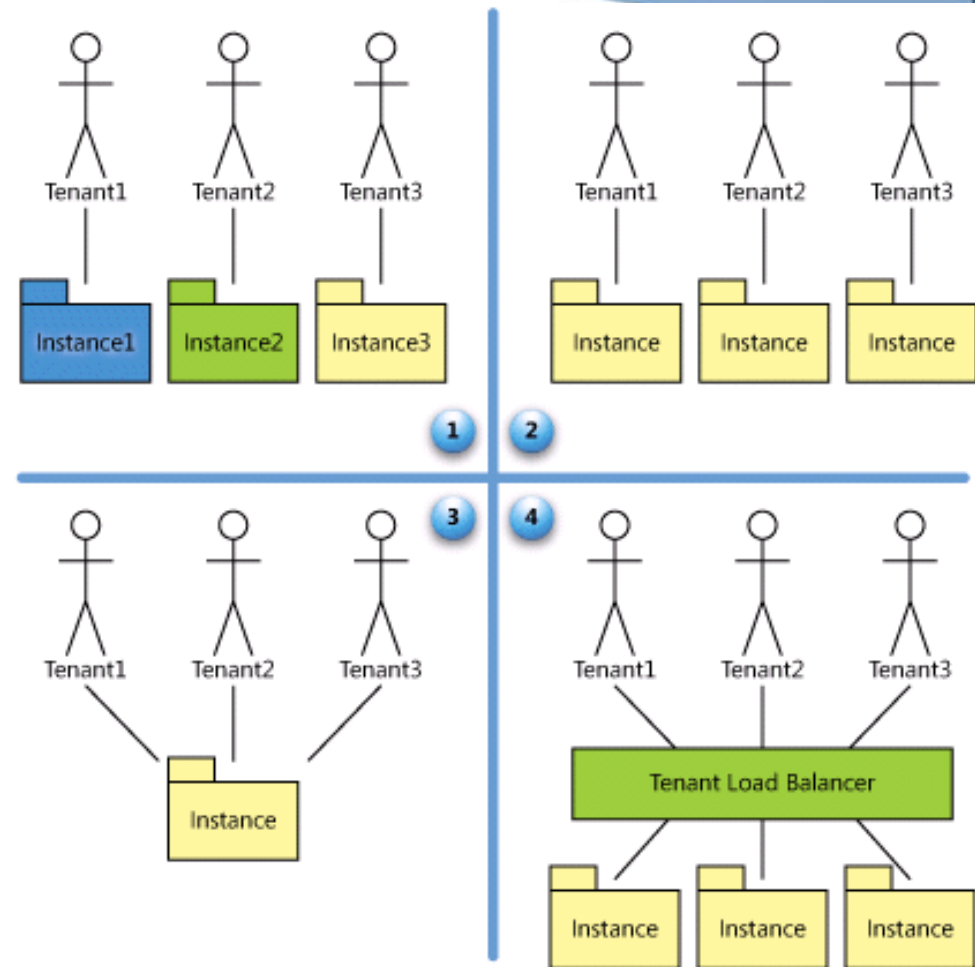 Tenant1 Tenant2 Tenant3
Instance1 Instance2 Instance3
1
Tenant1 Tenant2 Tenant3
Instance Instance Instance
2
3
Tenant1 Tenant2 Tenant3
Instance
4
Tenant1 Tenant2 Tenant3
Tenant Load Balancer
Instance Instance Instance